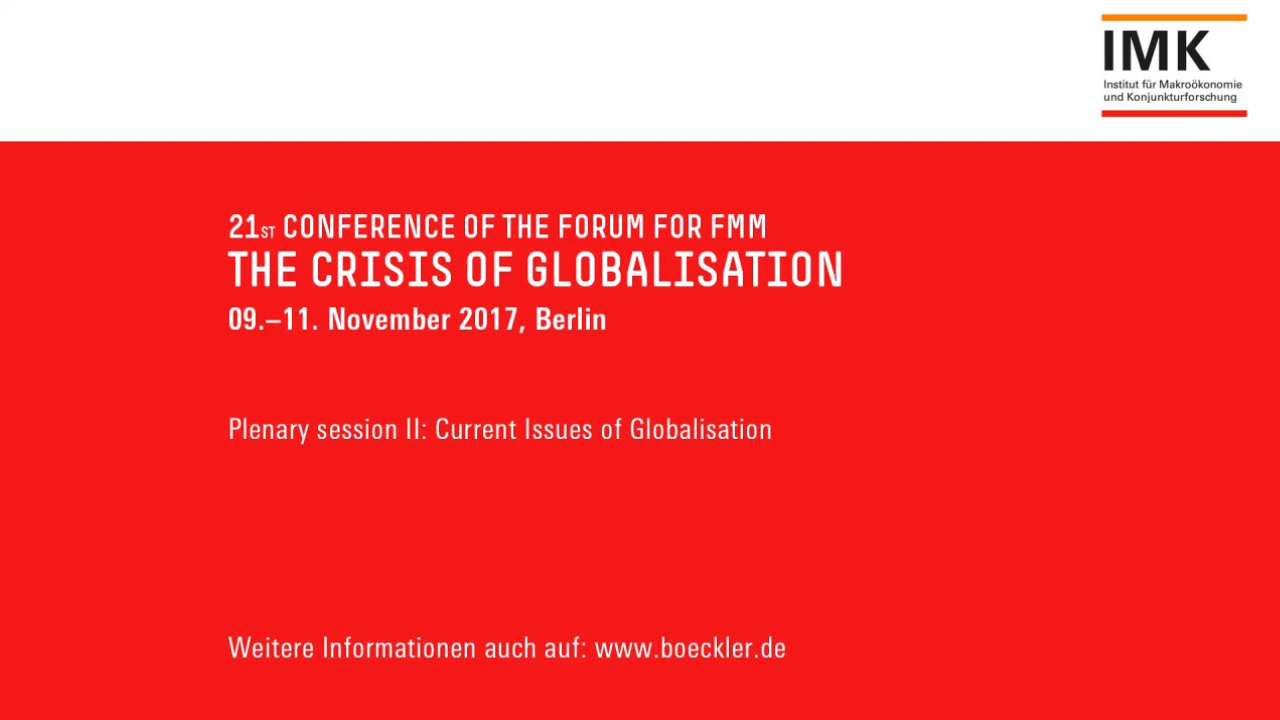 IMK
Institut für Makroökonomie
und Konjunkturforschung
21ST CONFERENCE OF THE FORUM FOR FMM
THE CRISIS OF GLOBALISATION
09.–11. November 2017, Berlin
Plenary session II: Current Issues of Globalisation
Weitere Informationen auch auf: www.boeckler.de